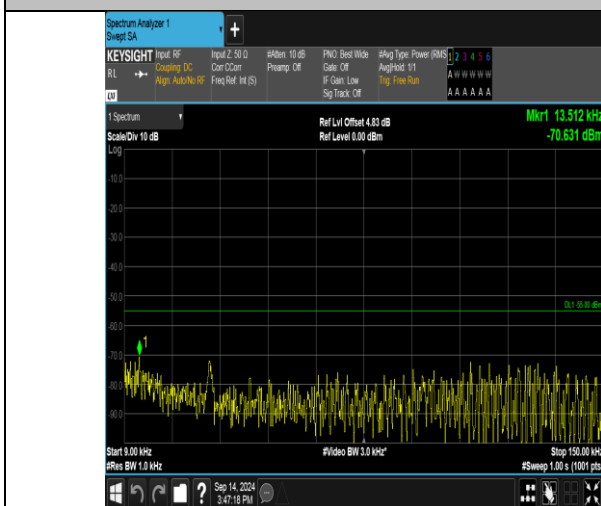 Spectrum Analyzer 1
Swept SA
+
KEYSIGHT
RL
LXI
Input: RF
Coupling: DC
Align: Auto/No RF
Input Z: 50 Ω
Corr CCorr
Freq Ref: Int (S)
#Atten: 10 dB
Preamp: Off
PNO: Best Wide
Gate: Off
IF Gain: Low
Sig Track: Off
#Avg Type: Power (RMS
Avg|Hold: 1/1
Trig: Free Run
1 2 3 4 5 6
A W W W W W
A A A A A A
1 Spectrum
Scale/Div 10 dB
Log
Ref Lvl Offset 4.83 dB
Ref Level 0.00 dBm
Mkr1 13.512 kHz
-70.631 dBm
-10.0
-20.0
-30.0
-40.0
-50.0
DL1 -55.00 dBm
-60.0
1
-70.0
-80.0
-90.0
Start 9.00 kHz
#Video BW 3.0 kHz*
Stop 150.00 kHz
#Res BW 1.0 kHz
#Sweep 1.00 s (1001 pts
?
Sep 14, 2024
3:47:18 PM